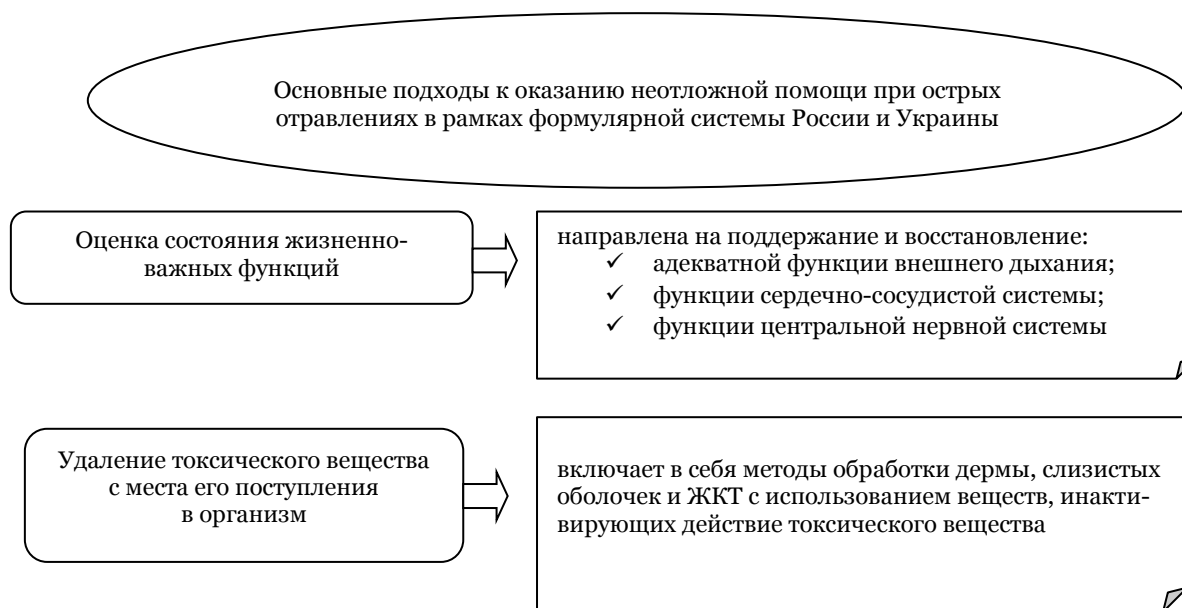 Основные подходы к оказанию неотложной помощи при острых
отравлениях в рамках формулярной системы России и Украины
Оценка состояния жизненно-
важных функций
направлена на поддержание и восстановление:
✓ адекватной функции внешнего дыхания;
✓ функции сердечно-сосудистой системы;
✓ функции центральной нервной системы
Удаление токсического вещества
с места его поступления
в организм
включает в себя методы обработки дермы, слизистых
оболочек и ЖКТ с использованием веществ, инакти-
вирующих действие токсического вещества